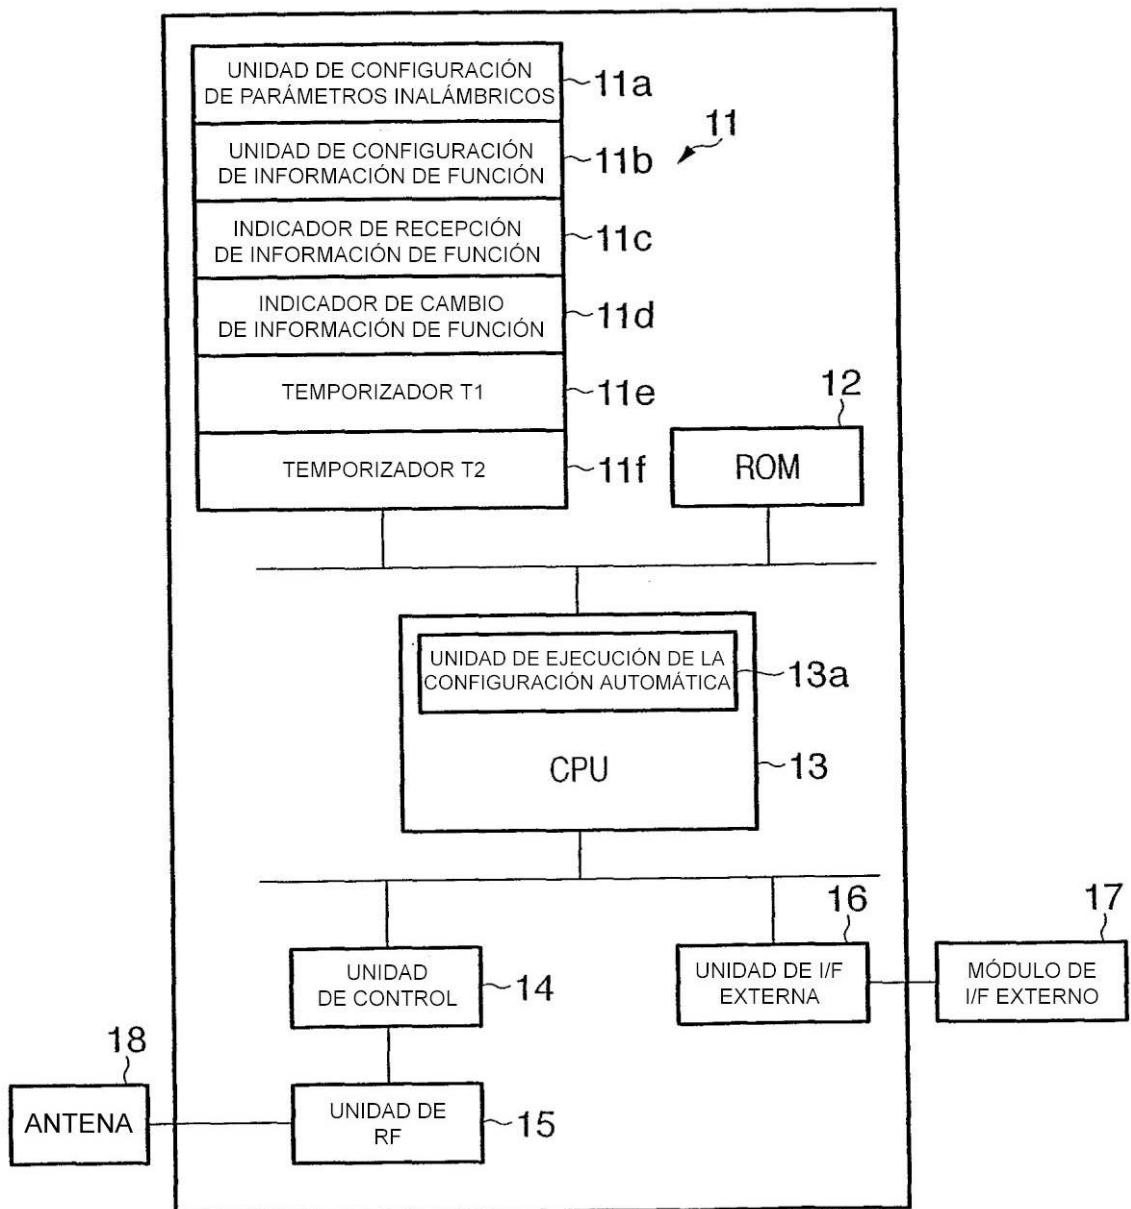 UNIDAD DE CONFIGURACIÓN
DE PARÁMETROS INALÁMBRICOS
11a
UNIDAD DE CONFIGURACIÓN
DE INFORMACIÓN DE FUNCIÓN
11b
11
INDICADOR DE RECEPCIÓN
DE INFORMACIÓN DE FUNCIÓN
11c
INDICADOR DE CAMBIO
DE INFORMACIÓN DE FUNCIÓN
11d
TEMPORIZADOR T1
11e
TEMPORIZADOR T2
11f
12
ROM
UNIDAD DE EJECUCIÓN DE LA
CONFIGURACIÓN AUTOMÁTICA
13a
CPU
13
UNIDAD
DE CONTROL
14
16
UNIDAD DE I/F
EXTERNA
17
MÓDULO DE
I/F EXTERNO
18
ANTENA
UNIDAD DE
RF
15